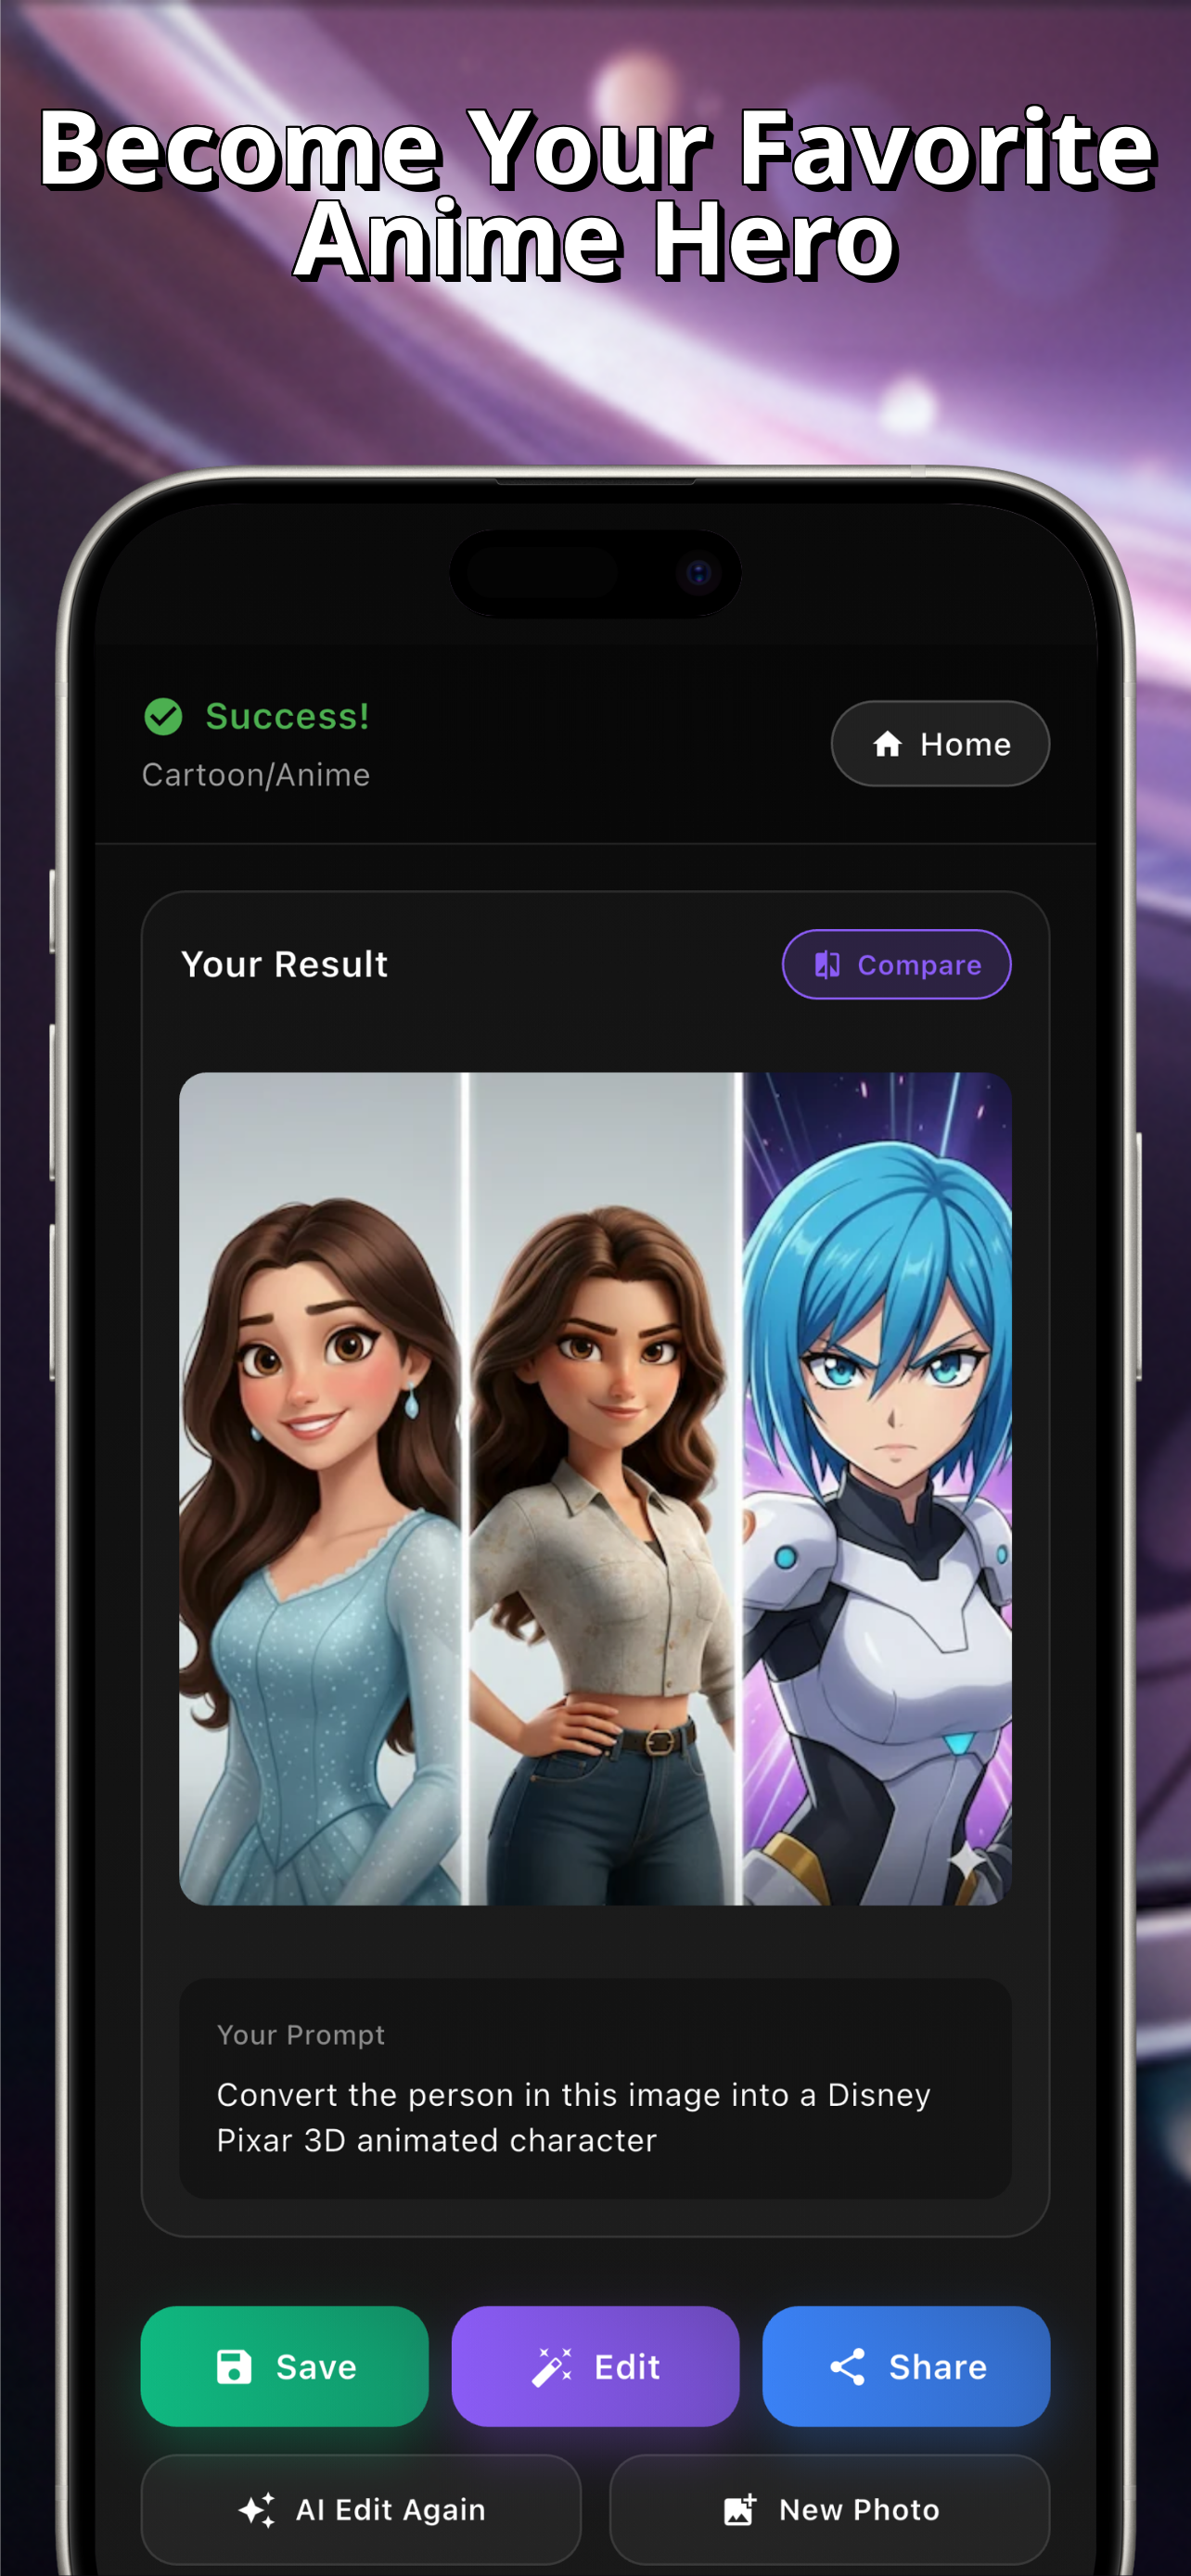 Become Your Favorite
Anime Hero
Success!
Cartoon/Anime
Home
Your Result
Compare
Your Prompt
Convert the person in this image into a Disney
Pixar 3D animated character
Save
Edit
Share
AI Edit Again
New Photo